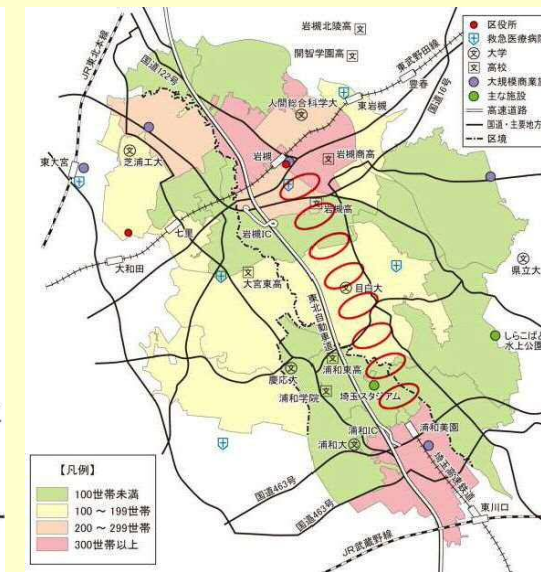 岩槻北陵高
開智学園高
JR東北本線
国道122号
東武野田線
豊春
国道16号
人間総合科学大
東岩槻
岩槻
岩槻商高
芝浦工大
東大宮
岩槻高
七里
岩槻IC
大和田
大宮東高
目白大
県立大
東北自動車道
しらこばと
水上公園
慶応大
浦和東高
浦和学院
埼玉スタジアム
浦和IC
浦和美園
浦和大
国道463号
国道463号
埼玉高速鉄道
東川口
JR武蔵野線
区役所
救急医療病院
大学
高校
大規模商業施
主な施設
高速道路
国道・主要地方
区境
【凡例】
100世帯未満
100 ~ 199世帯
200 ~ 299世帯
300世帯以上